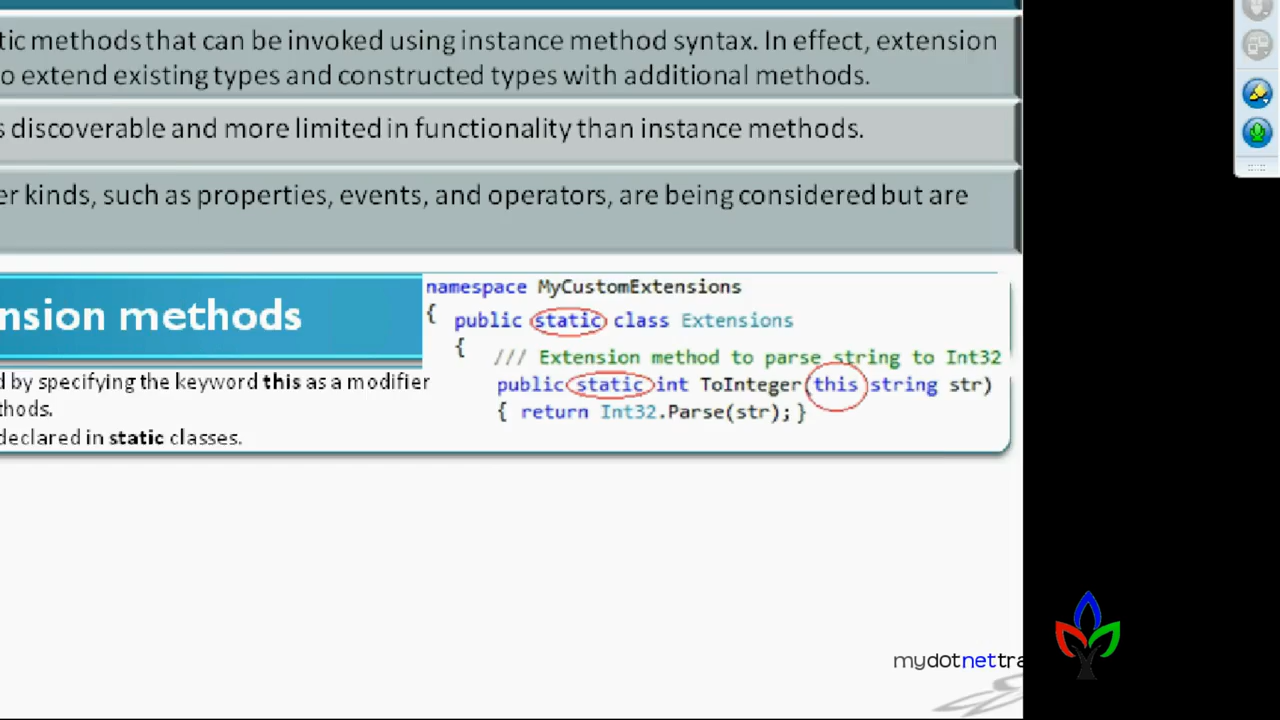 tic methods that can be invoked using instance method syntax. In effect, extension
o extend existing types and constructed types with additional methods.
s discoverable and more limited in functionality than instance methods.
er kinds, such as properties, events, and operators, are being considered but are
nsion methods
d by specifying the keyword this as a modifier
thods.
declared in static classes.
namespace MyCustomExtensions
{ public static class Extensions
{ /// Extension method to parse string to Int32
public static int ToInteger(this string str)
{ return Int32.Parse(str); }
mydotnettra